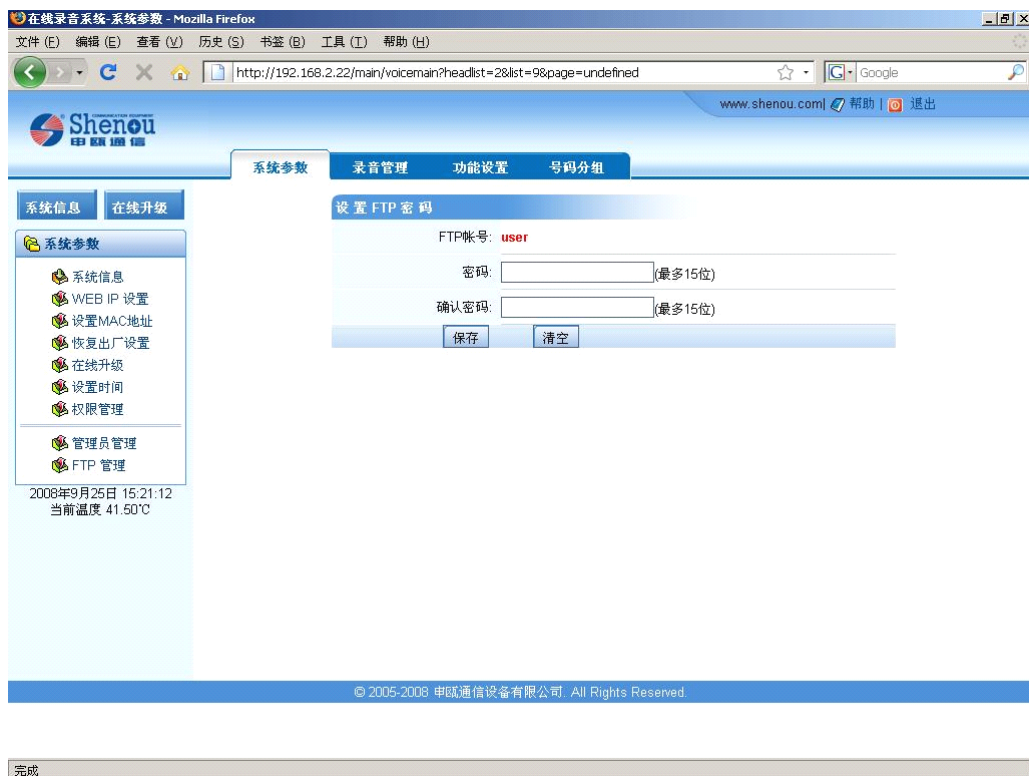 在线录音系统-系统参数 - Mozilla Firefox
文件(F) 编辑(E) 查看(V) 历史(S) 书签(B) 工具(T) 帮助(H)
http://192.168.2.22/main/voicemain?headlist=2&list=9&page=undefined Google
www.shenou.com| 帮助 | 退出
COMMUNICATION EQUIPMENT
Shenou
申瓯通信
系统参数 录音管理 功能设置 号码分组
系统信息 在线升级
系统参数
系统信息
WEB IP 设置
设置MAC地址
恢复出厂设置
在线升级
设置时间
权限管理
管理员管理
FTP 管理
2008年9月25日 15:21:12
当前温度 41.50℃
设 置 FTP 密 码
FTP帐号: user
密码: (最多15位)
确认密码: (最多15位)
保存 清空
© 2005-2008 申瓯通信设备有限公司. All Rights Reserved.
完成